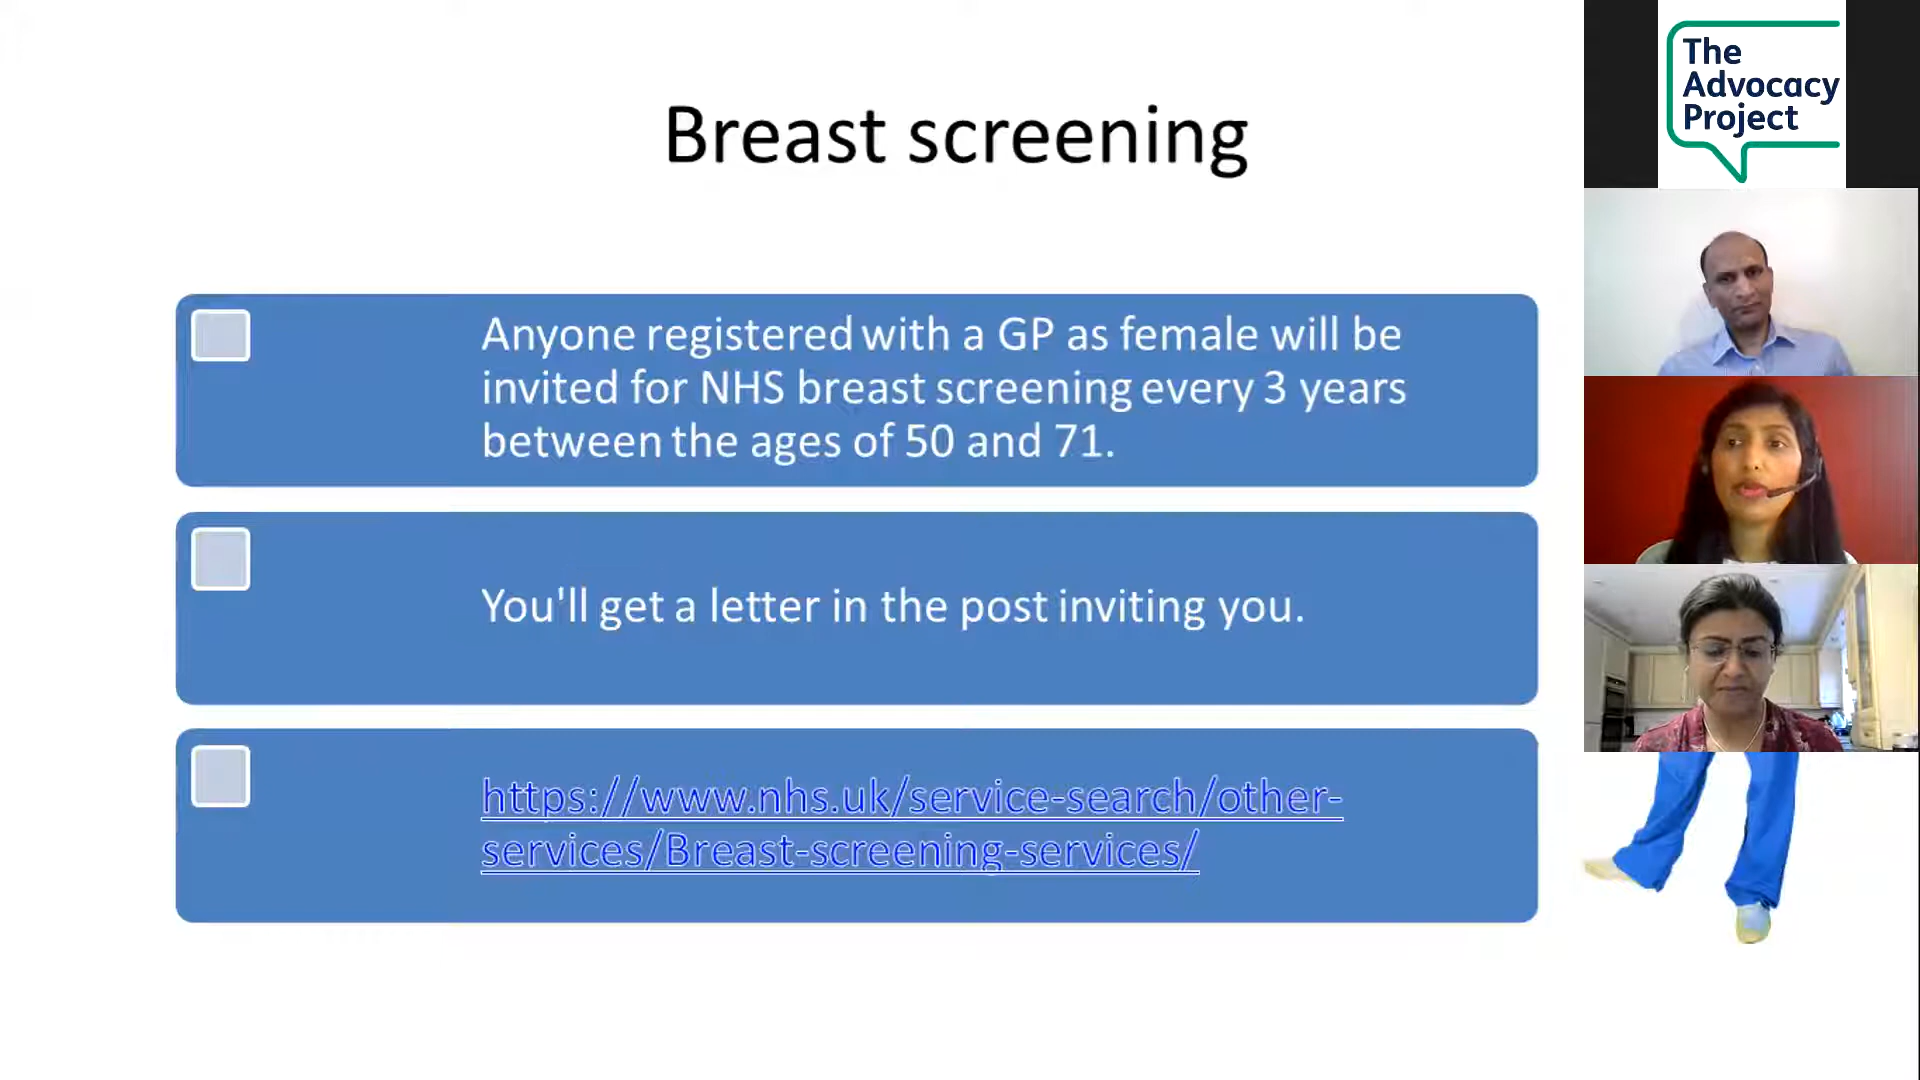 Breast screening
Anyone registered with a GP as female will be
invited for NHS breast screening every 3 years
between the ages of 50 and 71.
You'll get a letter in the post inviting you.
https://www.nhs.uk/service-search/other-
services/Breast-screening-services/
The
Advocacy
Project